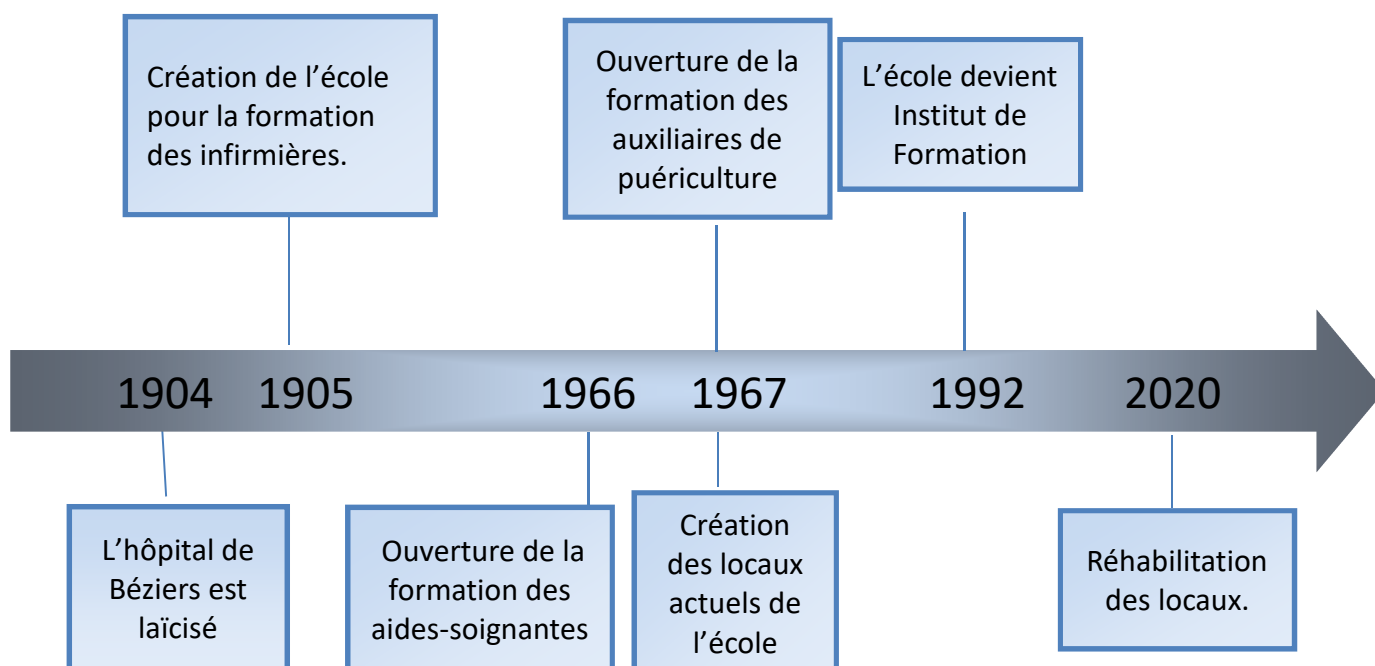 Création de l’école
pour la formation
des infirmières.
Ouverture de la
formation des
auxiliaires de
puériculture
L’école devient
Institut de
Formation
1904 1905 1966 1967 1992 2020
L’hôpital de
Béziers est
laïcisé
Ouverture de la
formation des
aides-soignantes
Création
des locaux
actuels de
l’école
Réhabilitation
des locaux.